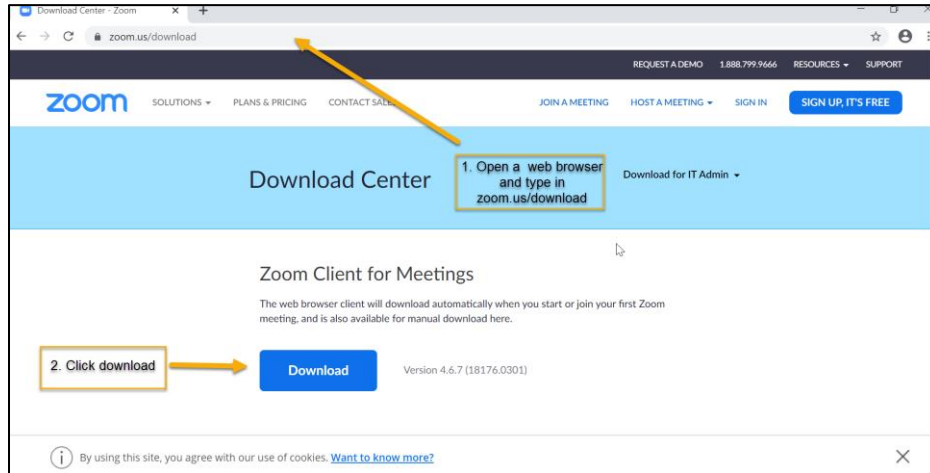 Download Center - Zoom
zoom.us/download
REQUEST A DEMO 1.888.799.9666 RESOURCES SUPPORT
zoom SOLUTIONS PLANS & PRICING CONTACT SALES JOIN A MEETING HOST A MEETING SIGN IN SIGN UP, IT'S FREE
Download Center
1. Open a web browser
and type in
zoom.us/download
Download for IT Admin
Zoom Client for Meetings
The web browser client will download automatically when you start or join your first Zoom
meeting, and is also available for manual download here.
2. Click download
Download
Version 4.6.7 (18176.0301)
By using this site, you agree with our use of cookies. Want to know more?